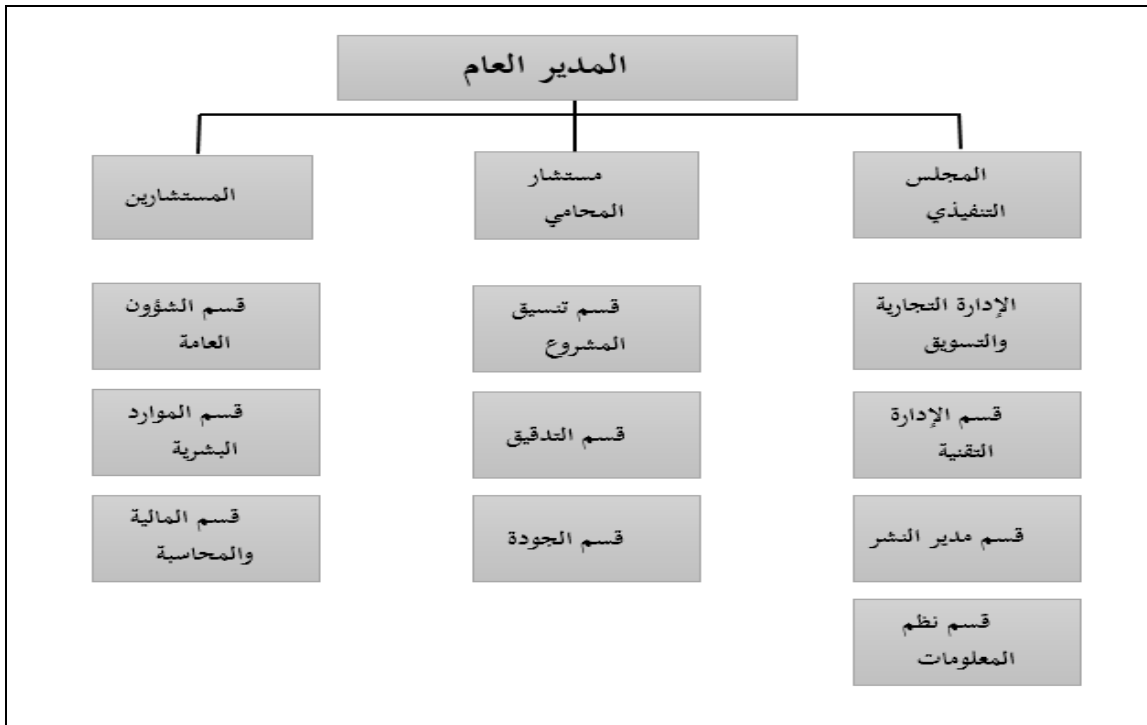 المدير العام
المجلس
التنفيذي
مستشار
المحامي
المستشارين
الإدارة التجارية
والتسويق
قسم تنسيق
المشروع
قسم الشؤون
العامة
قسم الإدارة
التقنية
قسم التدقيق
قسم الموارد
البشرية
قسم مدير النشر
قسم الجودة
قسم المالية
والمحاسبة
قسم نظم
المعلومات